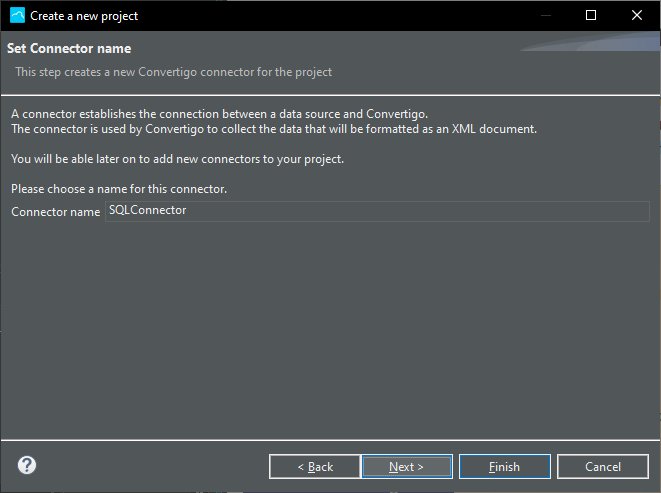 Create a new project
Set Connector name
This step creates a new Convertigo connector for the project
A connector establishes the connection between a data source and Convertigo.
The connector is used by Convertigo to collect the data that will be formatted as an XML document.
You will be able later on to add new connectors to your project.
Please choose a name for this connector.
Connector name SQLConnector
? < Back Next > Finish Cancel